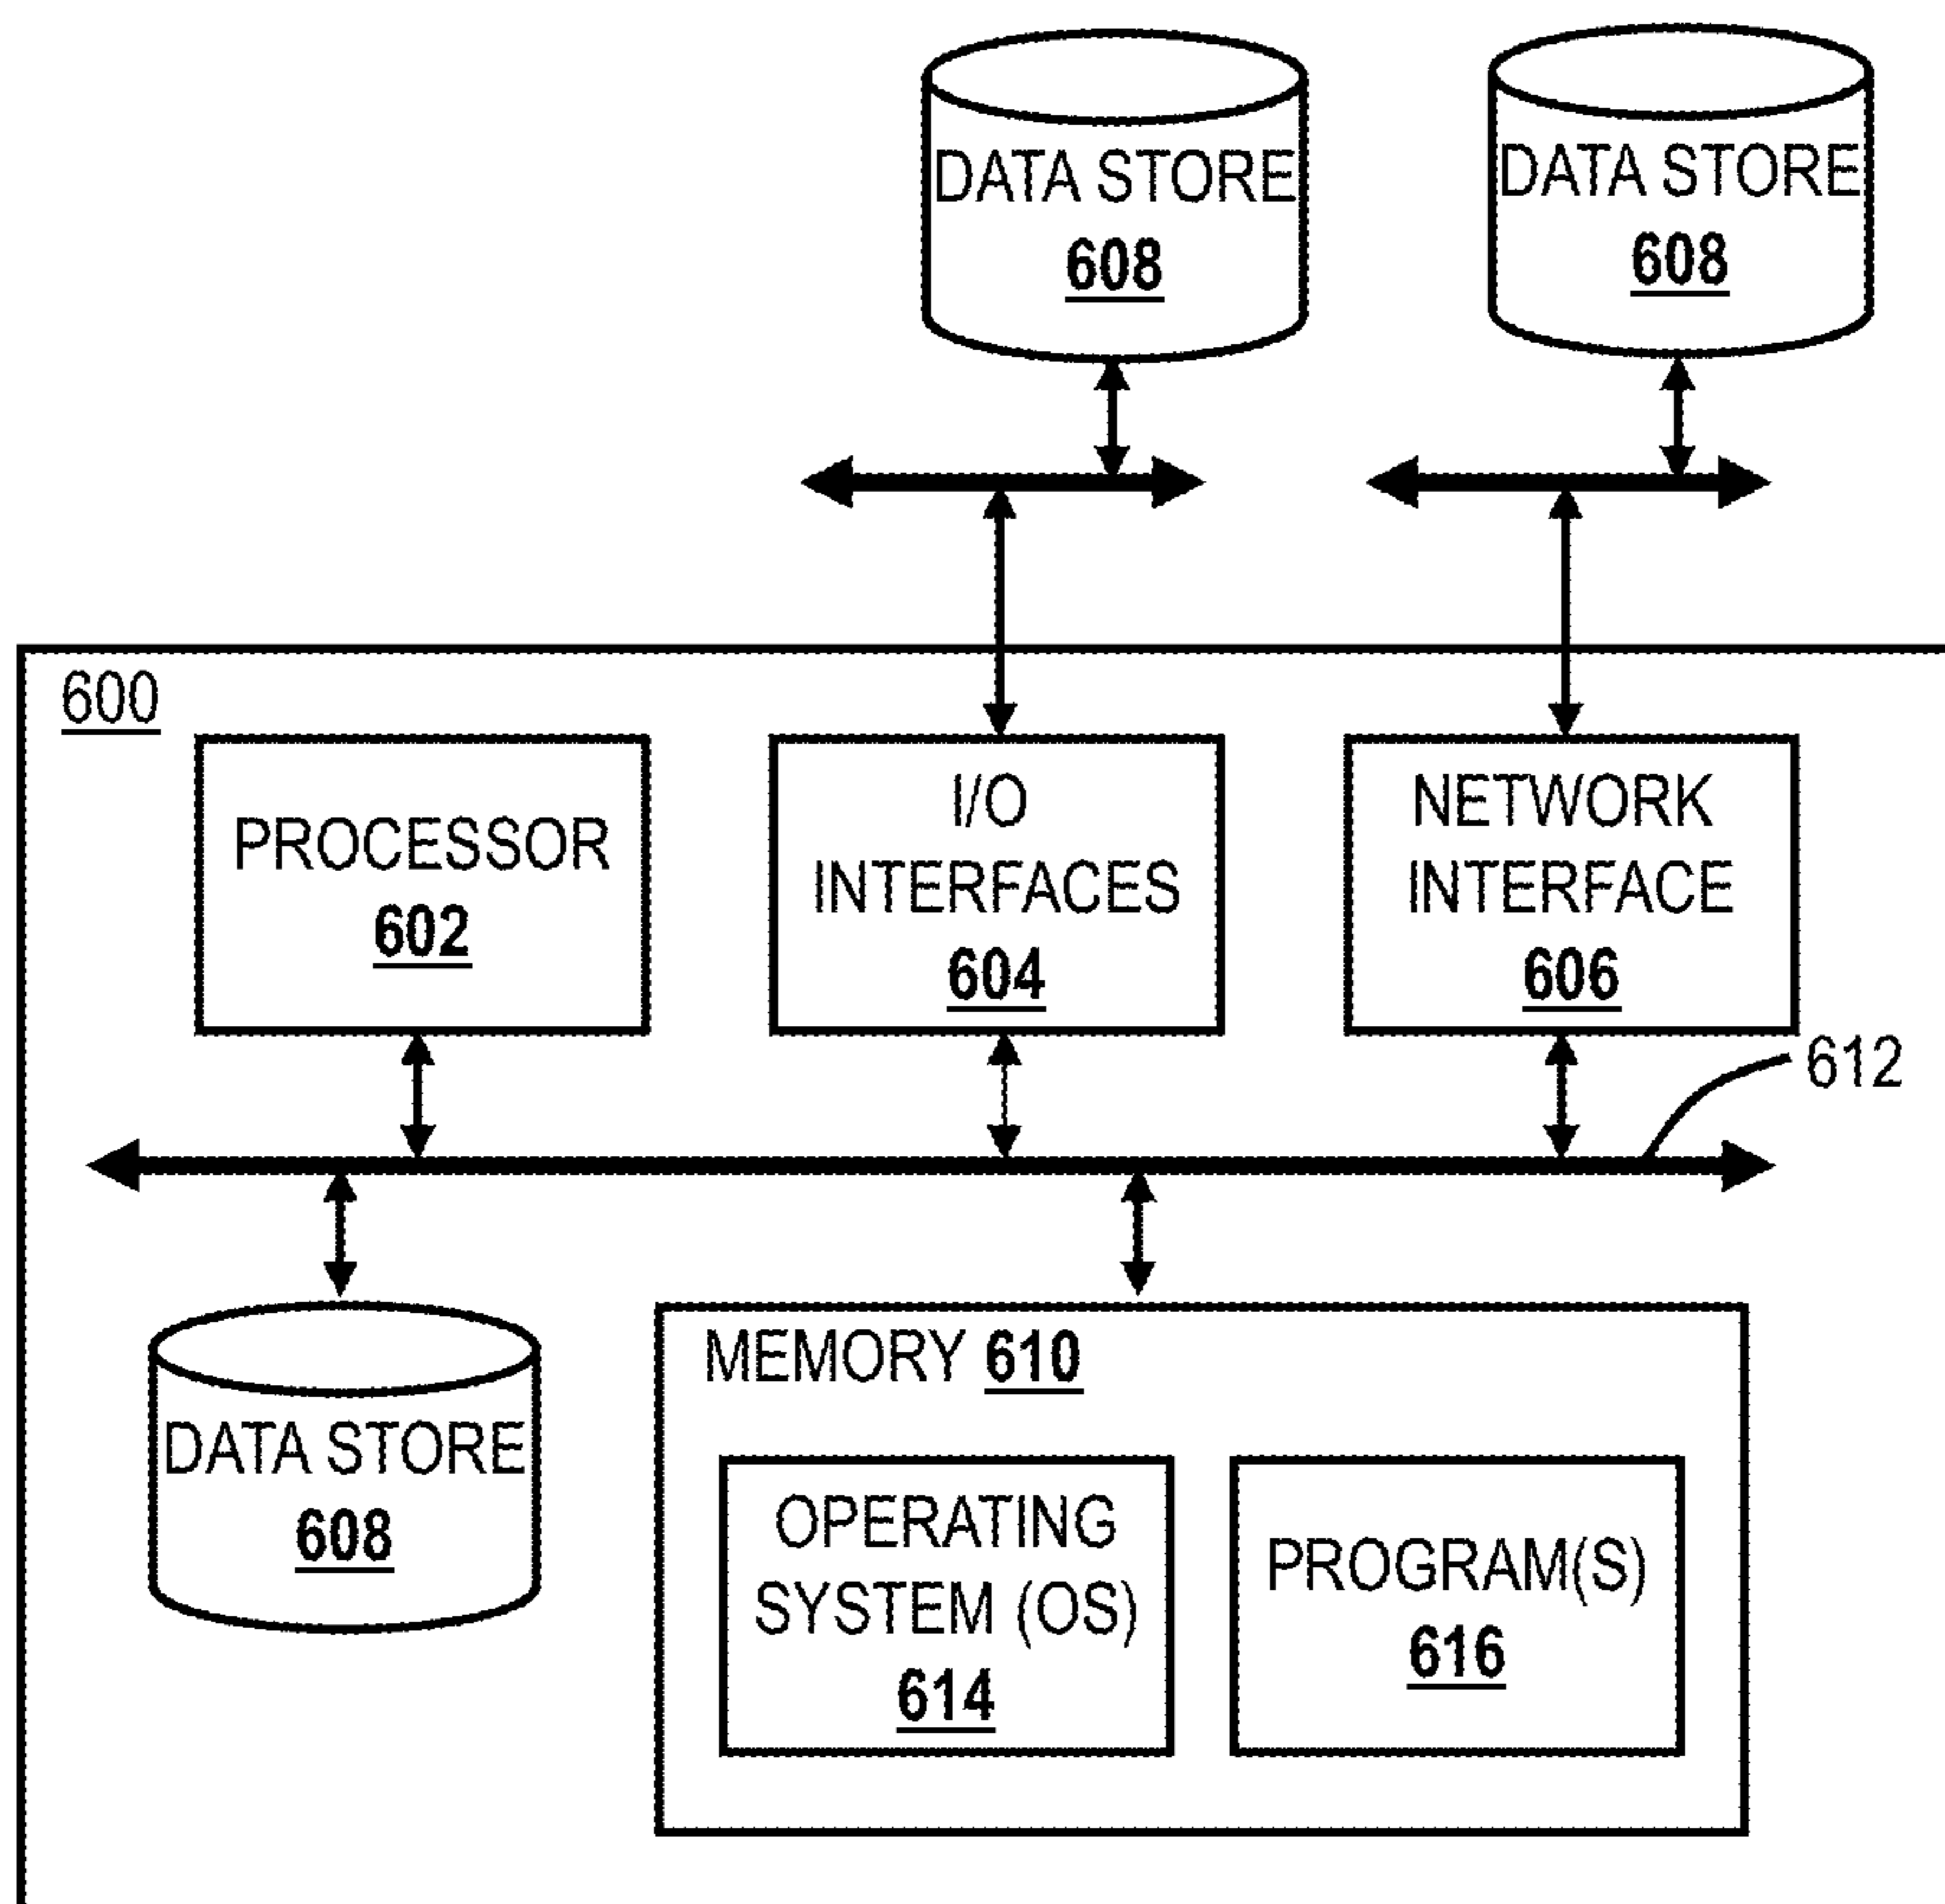 DATA STORE
608
DATA STORE
608
600
PROCESSOR
602
I/O
INTERFACES
604
NETWORK
INTERFACE
606
612
DATA STORE
608
MEMORY 610
OPERATING
SYSTEM (OS)
614
PROGRAM(S)
616